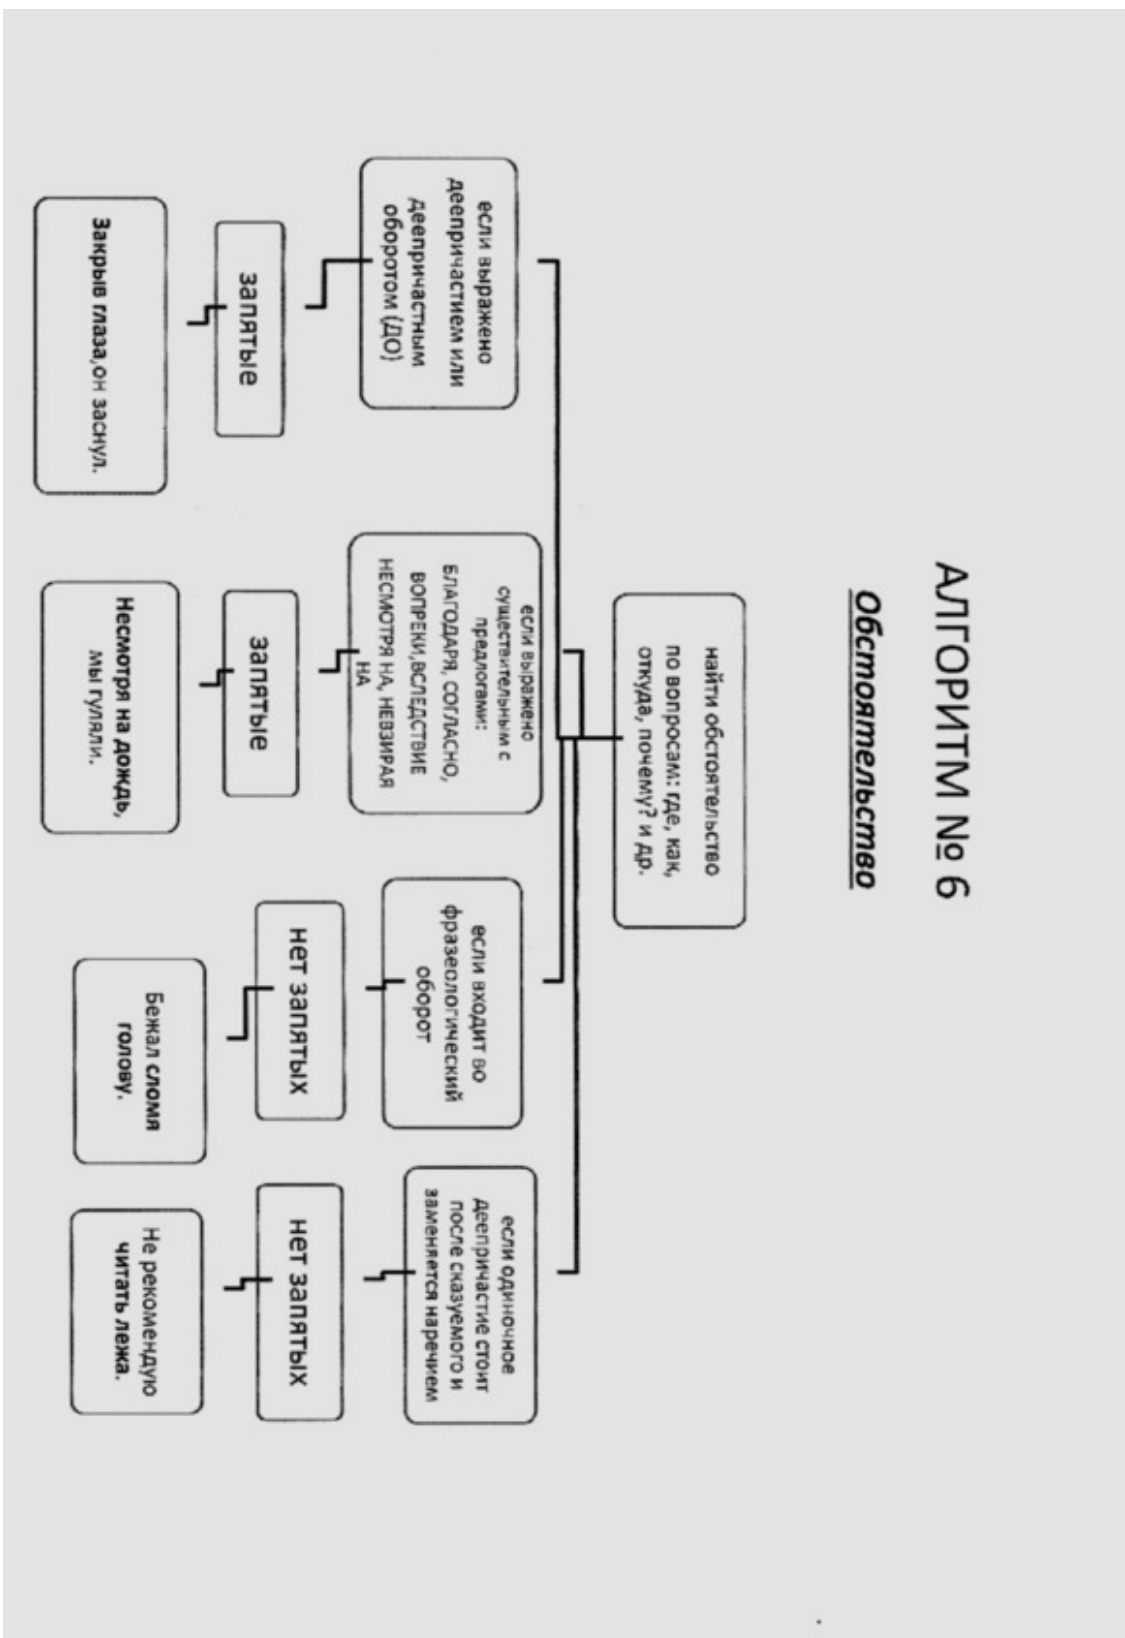 АЛГОРИТМ № 6
Обстоятельство
найти обстоятельство
по вопросам: где, как,
откуда, почему? и др.
если выражено
деепричастием или
деепричастным
оборотом (ДО)
запятые
Закрыв глаза,он заснул.
если выражено
существительным с
предлогами:
БЛАГОДАРЯ, СОГЛАСНО,
ВОПРЕКИ,ВСЛЕДСТВИЕ
НЕСМОТРЯ НА, НЕВЗИРАЯ
НА
запятые
Несмотря на дождь,
мы гуляли.
если входит во
фразеологический
оборот
нет запятых
Бежал сломя
голову.
если одиночное
деепричастие стоит
после сказуемого и
заменяется наречием
нет запятых
Не рекомендую
читать лежа.